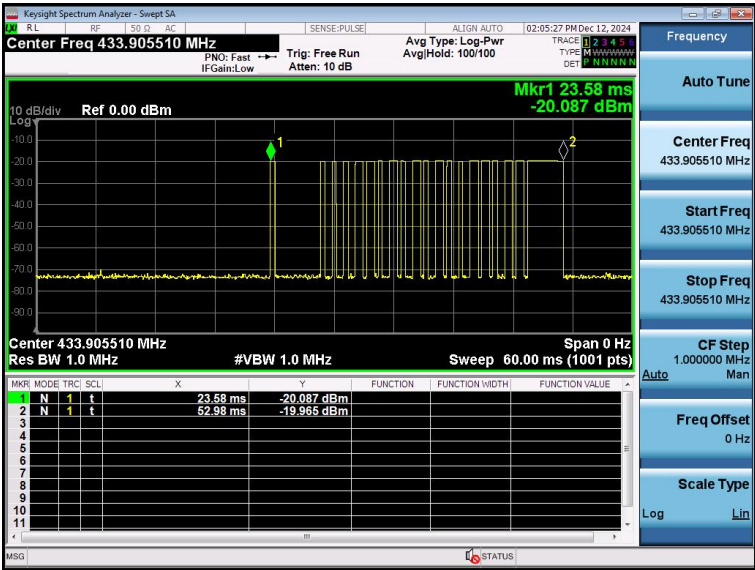 Keysight Spectrum Analyzer - Swept SA
RL RF 50 Ω AC SENSE:PULSE ALIGN AUTO 02:05:27 PM Dec 12, 2024
Center Freq 433.905510 MHz
PNO: Fast
IFGain:Low
Trig: Free Run
Atten: 10 dB
Avg Type: Log-Pwr
Avg|Hold: 100/100
TRACE 1 2 3 4 5 6
TYPE M W W W W W
DET P N N N N N
Mkr1 23.58 ms
-20.087 dBm
10 dB/div Ref 0.00 dBm
Log
-10.0
-20.0
-30.0
-40.0
-50.0
-60.0
-70.0
-80.0
-90.0
1
2
Center 433.905510 MHz Span 0 Hz
Res BW 1.0 MHz #VBW 1.0 MHz Sweep 60.00 ms (1001 pts)
MKR MODE TRC SCL X Y FUNCTION FUNCTION WIDTH FUNCTION VALUE
1 N 1 t 23.58 ms -20.087 dBm
2 N 1 t 52.98 ms -19.965 dBm
3
4
5
6
7
8
9
10
11
MSG STATUS
Frequency
Auto Tune
Center Freq
433.905510 MHz
Start Freq
433.905510 MHz
Stop Freq
433.905510 MHz
CF Step
1.000000 MHz
Auto Man
Freq Offset
0 Hz
Scale Type
Log Lin